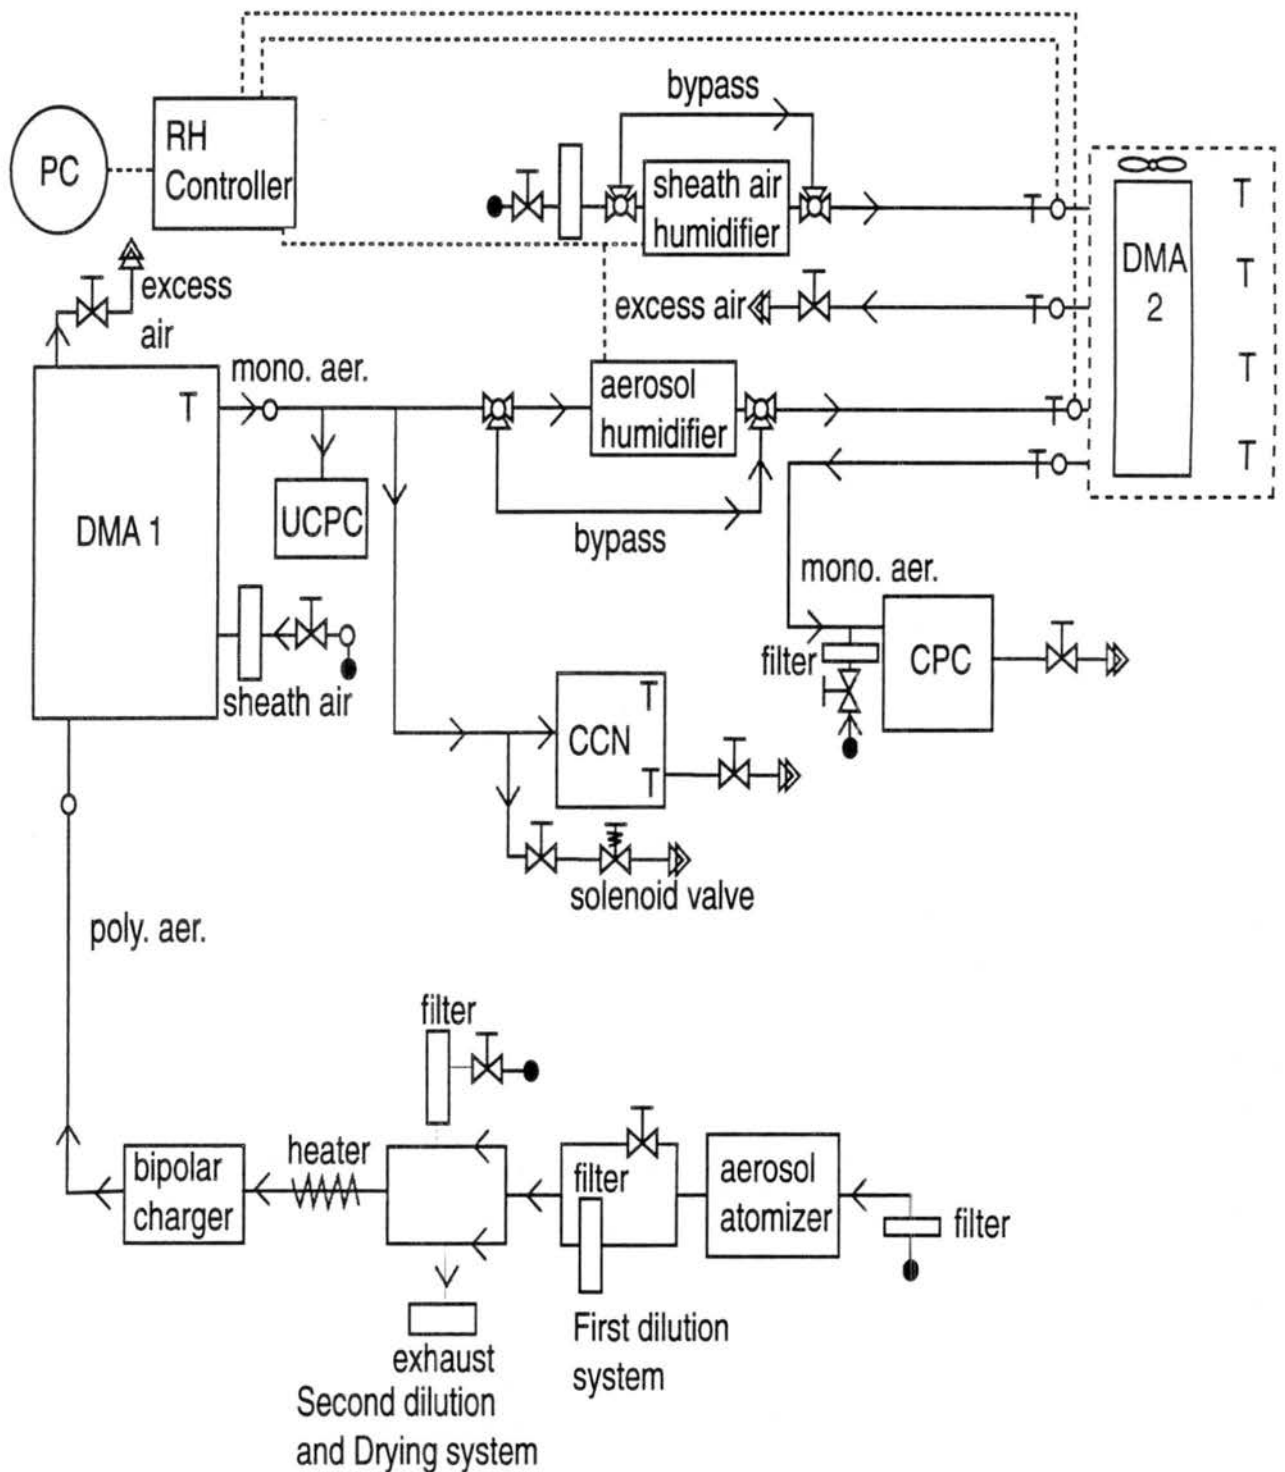 bypass
PC
RH
Controller
sheath air
humidifier
T
T
DMA
2
T
excess
air
excess air
T
mono. aer.
T
aerosol
humidifier
T
T
T
T
DMA 1
UCPC
bypass
mono. aer.
filter
CPC
sheath air
T
CCN
T
solenoid valve
poly. aer.
filter
heater
bipolar
charger
filter
aerosol
atomizer
filter
First dilution
system
exhaust
Second dilution
and Drying system